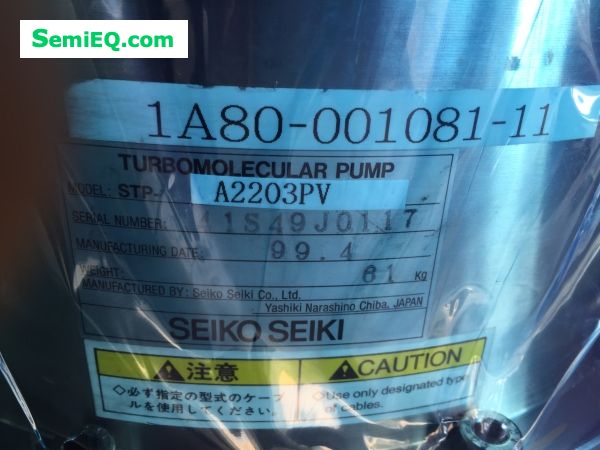 SemiEQ.com
1A80-001081-11
TURBOMOLECULAR PUMP
MODEL: STP- A2203PV
SERIAL NUMBER: 41S49J0117
MANUFACTURING DATE: 99.4
WEIGHT: 61 Kg
MANUFACTURED BY: Seiko Seiki Co., Ltd.
Yashiki Narashino Chiba, JAPAN
SEIKO SEIKI
注意
◇必ず指定の型式のケーブ
ルを使用してください。
CAUTION
◇Use only designated type
of cables.